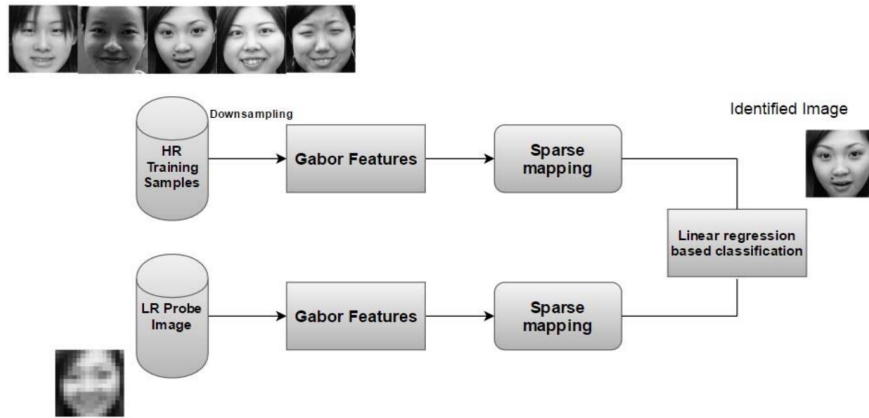 Downsampling
Identified Image
HR
Training
Samples
Gabor Features
Sparse
mapping
Linear regression
based classification
LR Probe
Image
Gabor Features
Sparse
mapping